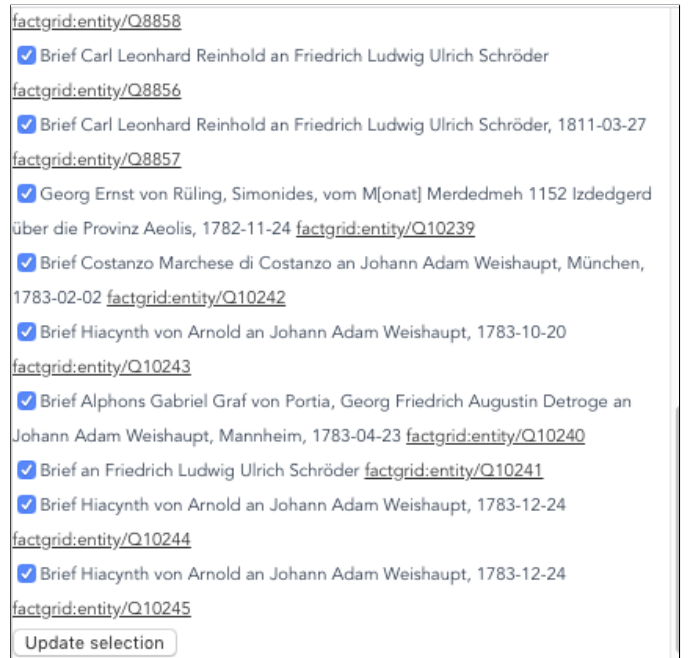 factgrid:entity/Q8858
Brief Carl Leonhard Reinhold an Friedrich Ludwig Ulrich Schröder
factgrid:entity/Q8856
Brief Carl Leonhard Reinhold an Friedrich Ludwig Ulrich Schröder, 1811-03-27
factgrid:entity/Q8857
Georg Ernst von Rüling, Simonides, vom M[onat] Merdedmeh 1152 Izdedgerd
über die Provinz Aeolis, 1782-11-24 factgrid:entity/Q10239
Brief Costanzo Marchese di Costanzo an Johann Adam Weishaupt, München,
1783-02-02 factgrid:entity/Q10242
Brief Hiacynth von Arnold an Johann Adam Weishaupt, 1783-10-20
factgrid:entity/Q10243
Brief Alphons Gabriel Graf von Portia, Georg Friedrich Augustin Detroge an
Johann Adam Weishaupt, Mannheim, 1783-04-23 factgrid:entity/Q10240
Brief an Friedrich Ludwig Ulrich Schröder factgrid:entity/Q10241
Brief Hiacynth von Arnold an Johann Adam Weishaupt, 1783-12-24
factgrid:entity/Q10244
Brief Hiacynth von Arnold an Johann Adam Weishaupt, 1783-12-24
factgrid:entity/Q10245
Update selection